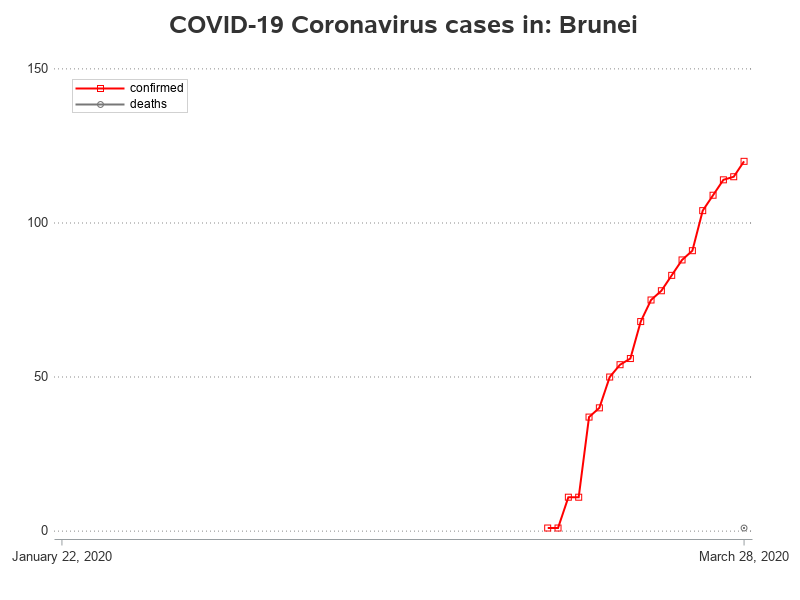 COVID-19 Coronavirus cases in: Brunei
150
confirmed
deaths
100
50
0
January 22, 2020
March 28, 2020